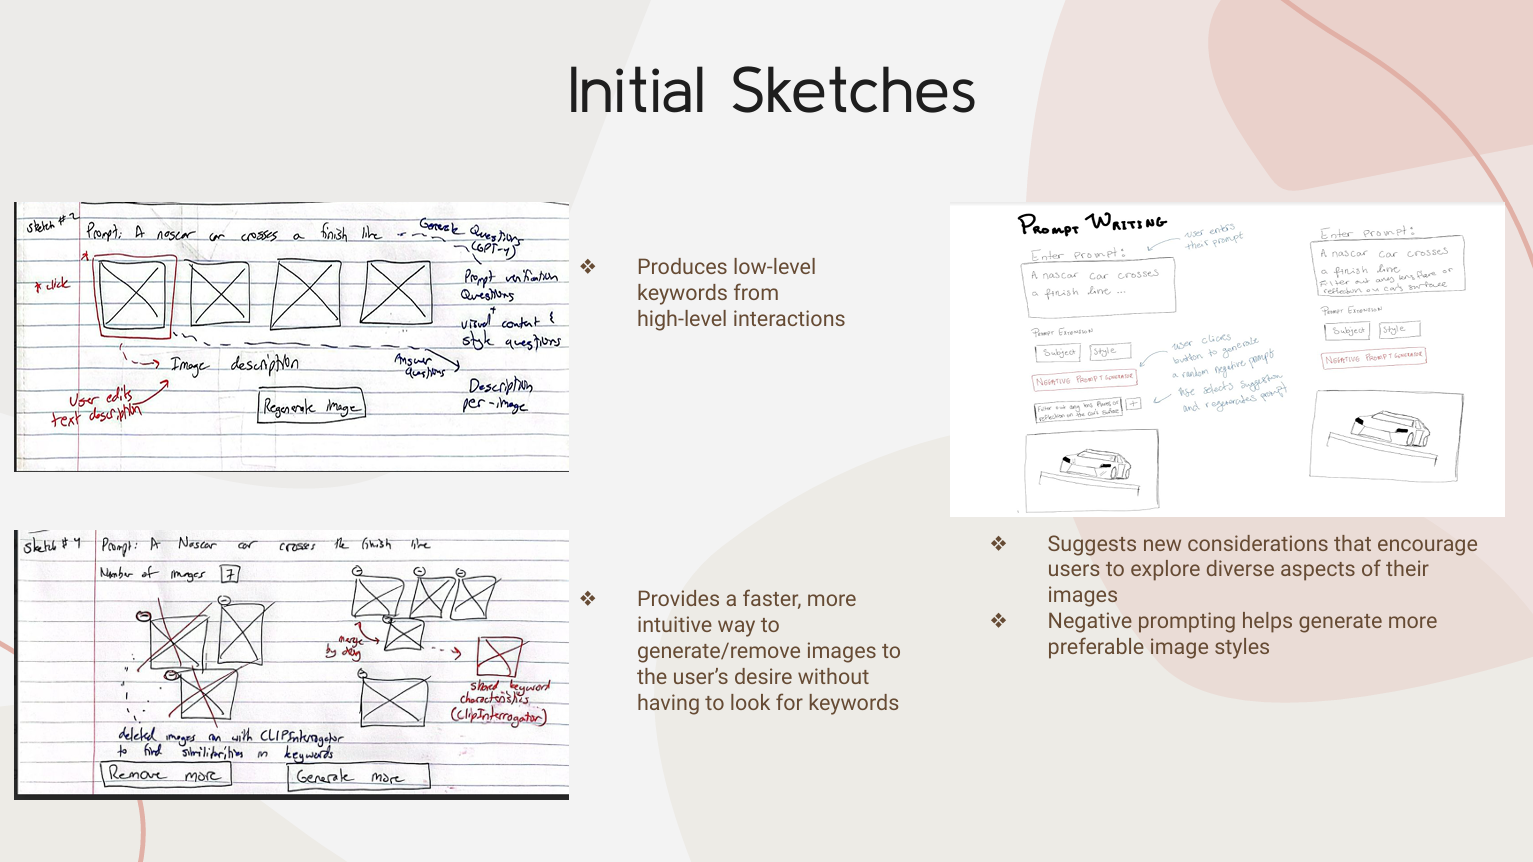 Initial Sketches
Sketch #2
Prompt: A nascar car crosses a finish line
Generate Questions
(GPT-4)
Prompt verification
Questions
+
visual content &
style questions
* click
Answer
questions
Image description
Description
per-image
User edits
text description
Regenerate image
❖ Produces low-level
keywords from
high-level interactions
Sketch #4
Prompt: A Nascar car crosses the finish line
Number of images 7
merge
by drag
shared keyword
characteristics
(ClipInterrogator)
deleted images run with CLIPInterrogator
to find similarities in keywords
Remove more
Generate more
❖ Provides a faster, more
intuitive way to
generate/remove images to
the user’s desire without
having to look for keywords
PROMPT WRITING
user enters
their prompt
Enter prompt:
A nascar car crosses
a finish line ...
PROMPT EXTENSION
Subject
Style
NEGATIVE PROMPT GENERATOR
Filter out any lens flares or
reflection on the car's surface
+
user clicks
button to generate
a random negative prompt
selects suggestion
and regenerates prompt
Enter prompt:
A nascar car crosses
a finish line
Filter out any lens flare or
reflection on car's surface
PROMPT EXTENSION
Subject
Style
NEGATIVE PROMPT GENERATOR
❖ Suggests new considerations that encourage
users to explore diverse aspects of their
images
❖ Negative prompting helps generate more
preferable image styles